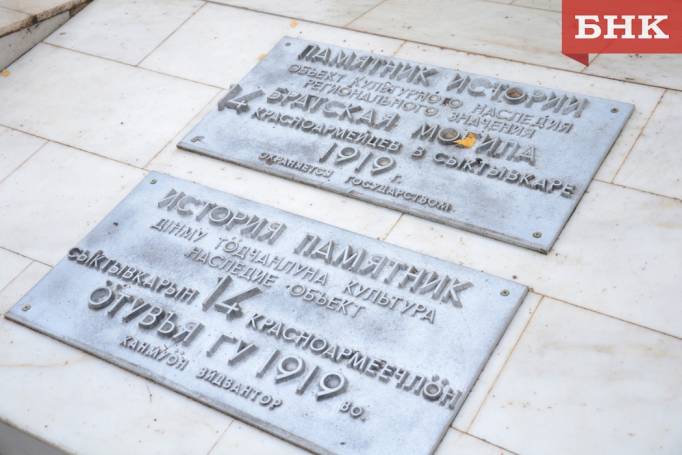 БНК
ПАМЯТНИК ИСТОРИИ
ОБЪЕКТ КУЛЬТУРНОГО НАСЛЕДИЯ
РЕГИОНАЛЬНОГО ЗНАЧЕНИЯ
БРАТСКАЯ МОГИЛА
14 КРАСНОАРМЕЙЦЕВ В СЫКТЫВКАРЕ
1919 г.
ОХРАНЯЕТСЯ ГОСУДАРСТВОМ
ИСТОРИЯ ПАМЯТНИК
ДІНМУ ТӦДЧАНЛУНА КУЛЬТУРА
НАСЛЕДИЕ ОБЪЕКТ
СЫКТЫВКАРЫН 14 КРАСНОАРМЕЕЧЛӦН
ӦТУВЪЯ ГУ 1919 ВО.
КАНМУӦН ВИДЗАНТОР